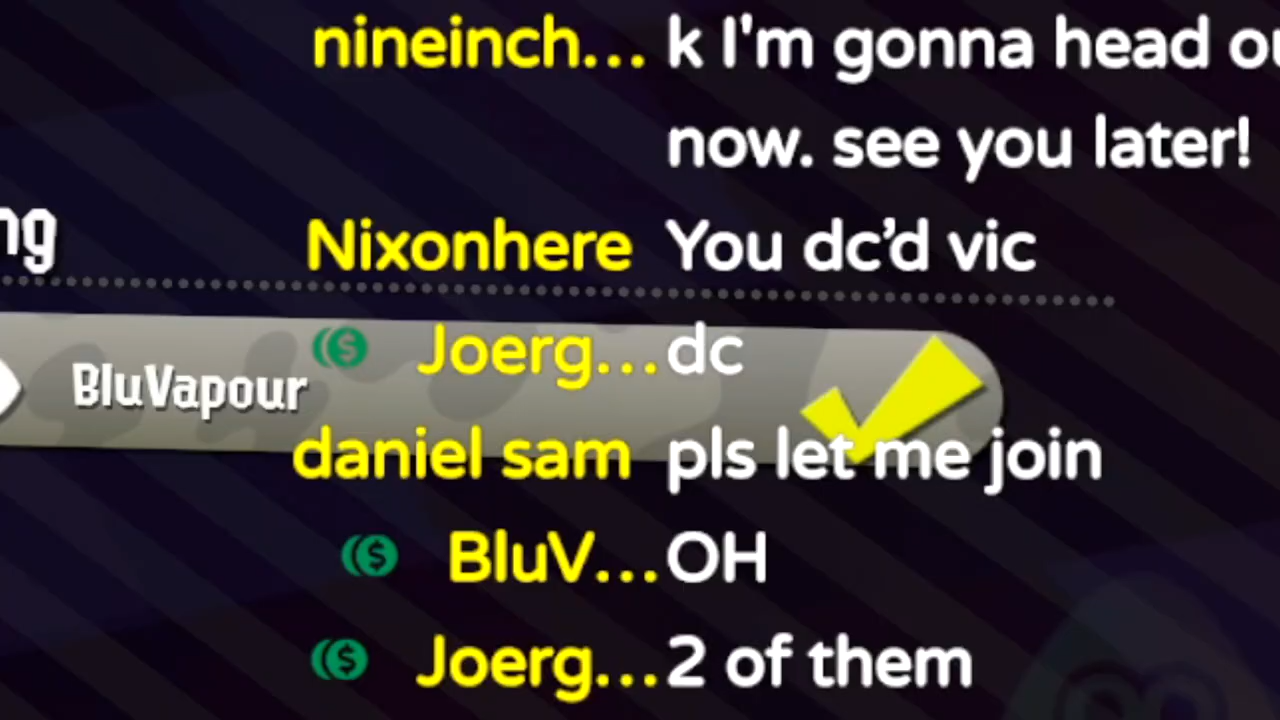 nineinch... k I'm gonna head ou
now. see you later!
ng
Nixonhere You dc’d vic
Joerg... dc
BluVapour
daniel sam pls let me join
BluV... OH
Joerg... 2 of them